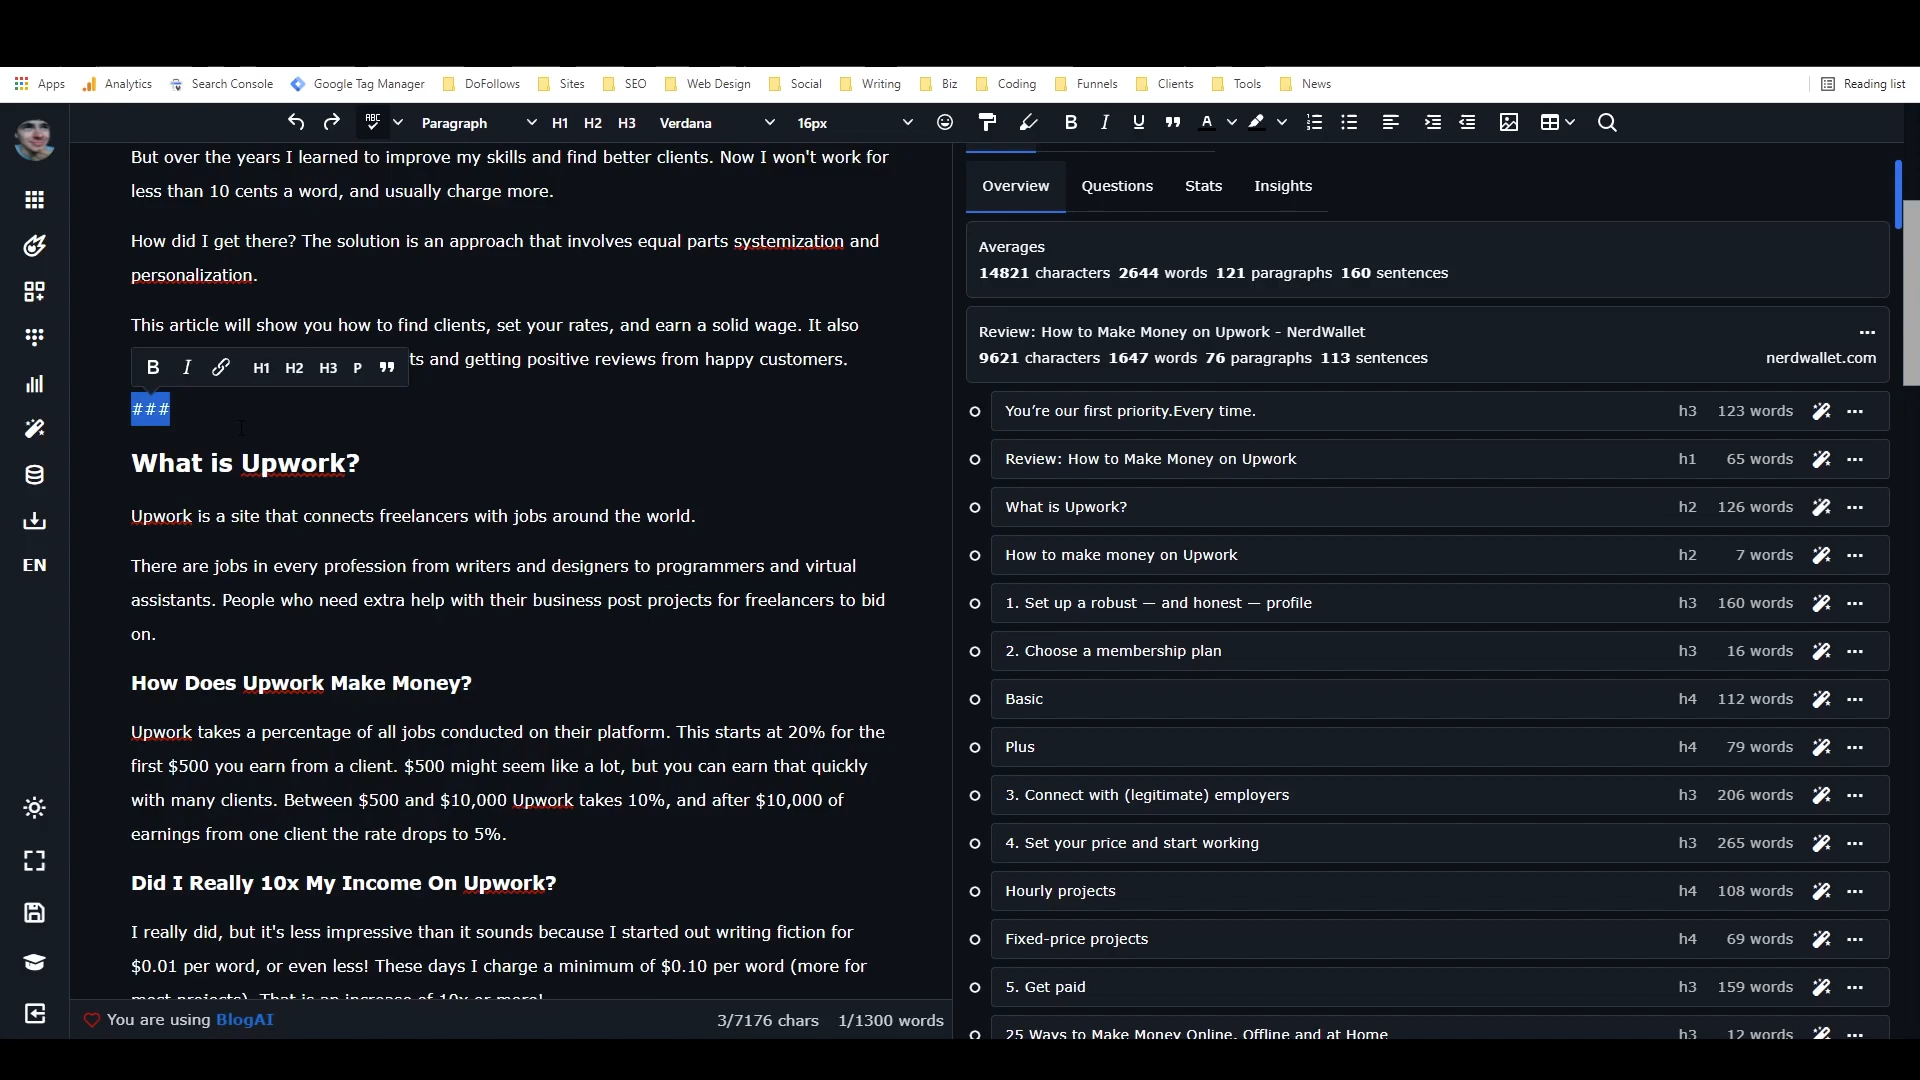 Apps Analytics Search Console Google Tag Manager DoFollows Sites SEO Web Design Social Writing Biz Coding Funnels Clients Tools News Reading list
ABC Paragraph H1 H2 H3 Verdana 16px B I U A
But over the years I learned to improve my skills and find better clients. Now I won't work for
less than 10 cents a word, and usually charge more.
How did I get there? The solution is an approach that involves equal parts systemization and
personalization.
This article will show you how to find clients, set your rates, and earn a solid wage. It also
ts and getting positive reviews from happy customers.
B I H1 H2 H3 P
###
What is Upwork?
Upwork is a site that connects freelancers with jobs around the world.
There are jobs in every profession from writers and designers to programmers and virtual
assistants. People who need extra help with their business post projects for freelancers to bid
on.
How Does Upwork Make Money?
Upwork takes a percentage of all jobs conducted on their platform. This starts at 20% for the
first $500 you earn from a client. $500 might seem like a lot, but you can earn that quickly
with many clients. Between $500 and $10,000 Upwork takes 10%, and after $10,000 of
earnings from one client the rate drops to 5%.
Did I Really 10x My Income On Upwork?
I really did, but it's less impressive than it sounds because I started out writing fiction for
$0.01 per word, or even less! These days I charge a minimum of $0.10 per word (more for
most projects). That is an increase of 10x or more!
EN
You are using BlogAI 3/7176 chars 1/1300 words
Overview Questions Stats Insights
Averages
14821 characters 2644 words 121 paragraphs 160 sentences
Review: How to Make Money on Upwork - NerdWallet
9621 characters 1647 words 76 paragraphs 113 sentences nerdwallet.com
You're our first priority.Every time. h3 123 words
Review: How to Make Money on Upwork h1 65 words
What is Upwork? h2 126 words
How to make money on Upwork h2 7 words
1. Set up a robust — and honest — profile h3 160 words
2. Choose a membership plan h3 16 words
Basic h4 112 words
Plus h4 79 words
3. Connect with (legitimate) employers h3 206 words
4. Set your price and start working h3 265 words
Hourly projects h4 108 words
Fixed-price projects h4 69 words
5. Get paid h3 159 words
25 Ways to Make Money Online, Offline and at Home h3 12 words